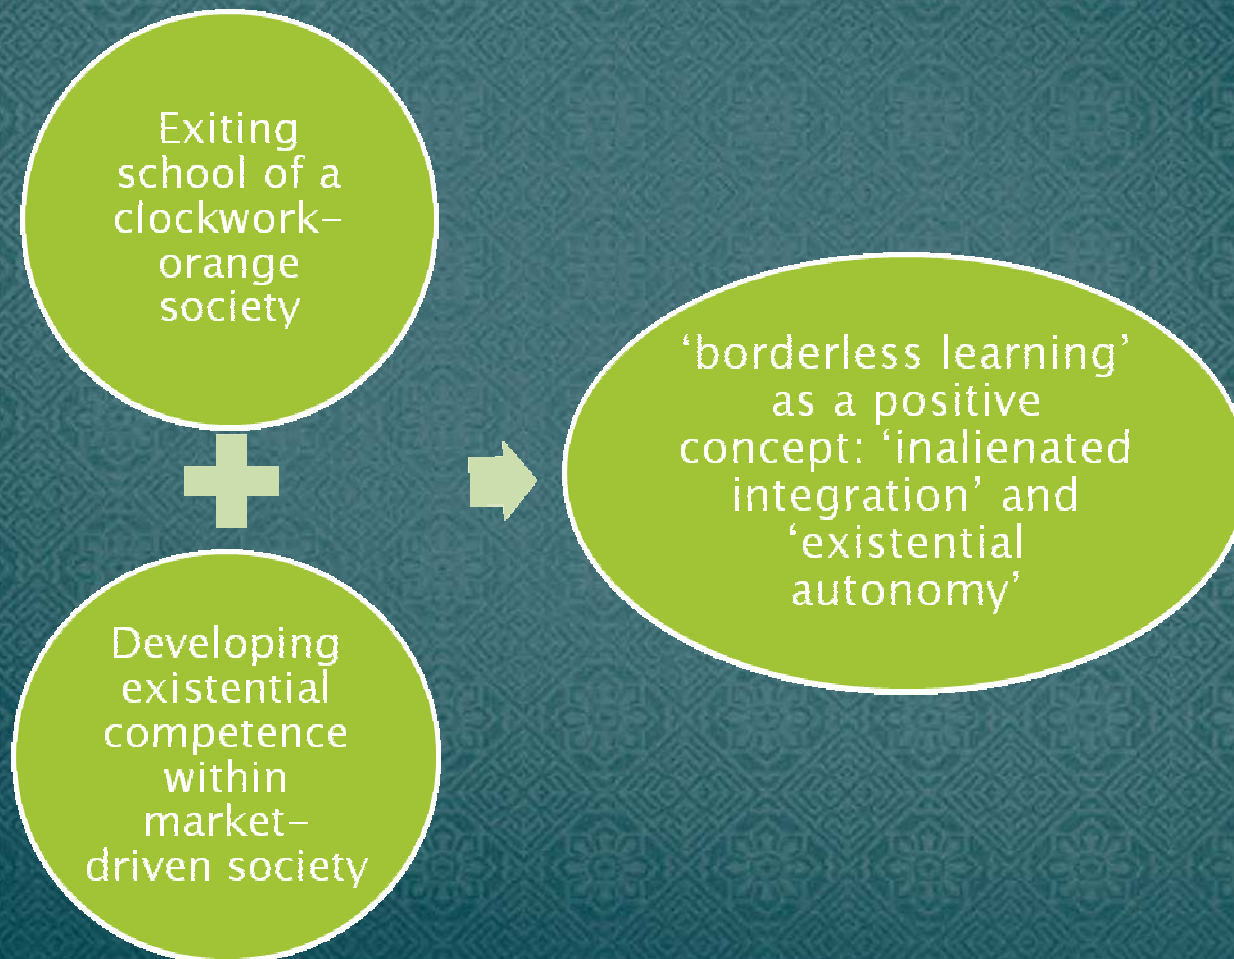 Exiting
school of a
clockwork-
orange
society
Developing
existential
competence
within
market-
driven society
‘borderless learning’
as a positive
concept: ‘inalienated
integration’ and
‘existential
autonomy’